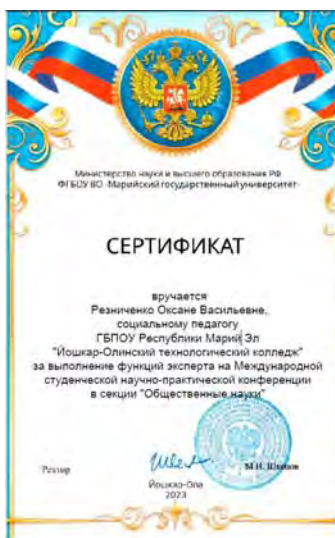 Министерство науки и высшего образования РФ
ФГБОУ ВО «Марийский государственный университет»
СЕРТИФИКАТ
вручается
Резниченко Оксане Васильевне,
социальному педагогу
ГБПОУ Республики Марий Эл
"Йошкар-Олинский технологический колледж"
за выполнение функций эксперта на Международной
студенческой научно-практической конференции
в секции "Общественные науки"
Ректор
М.Н. Швецов
Йошкар-Ола
2023